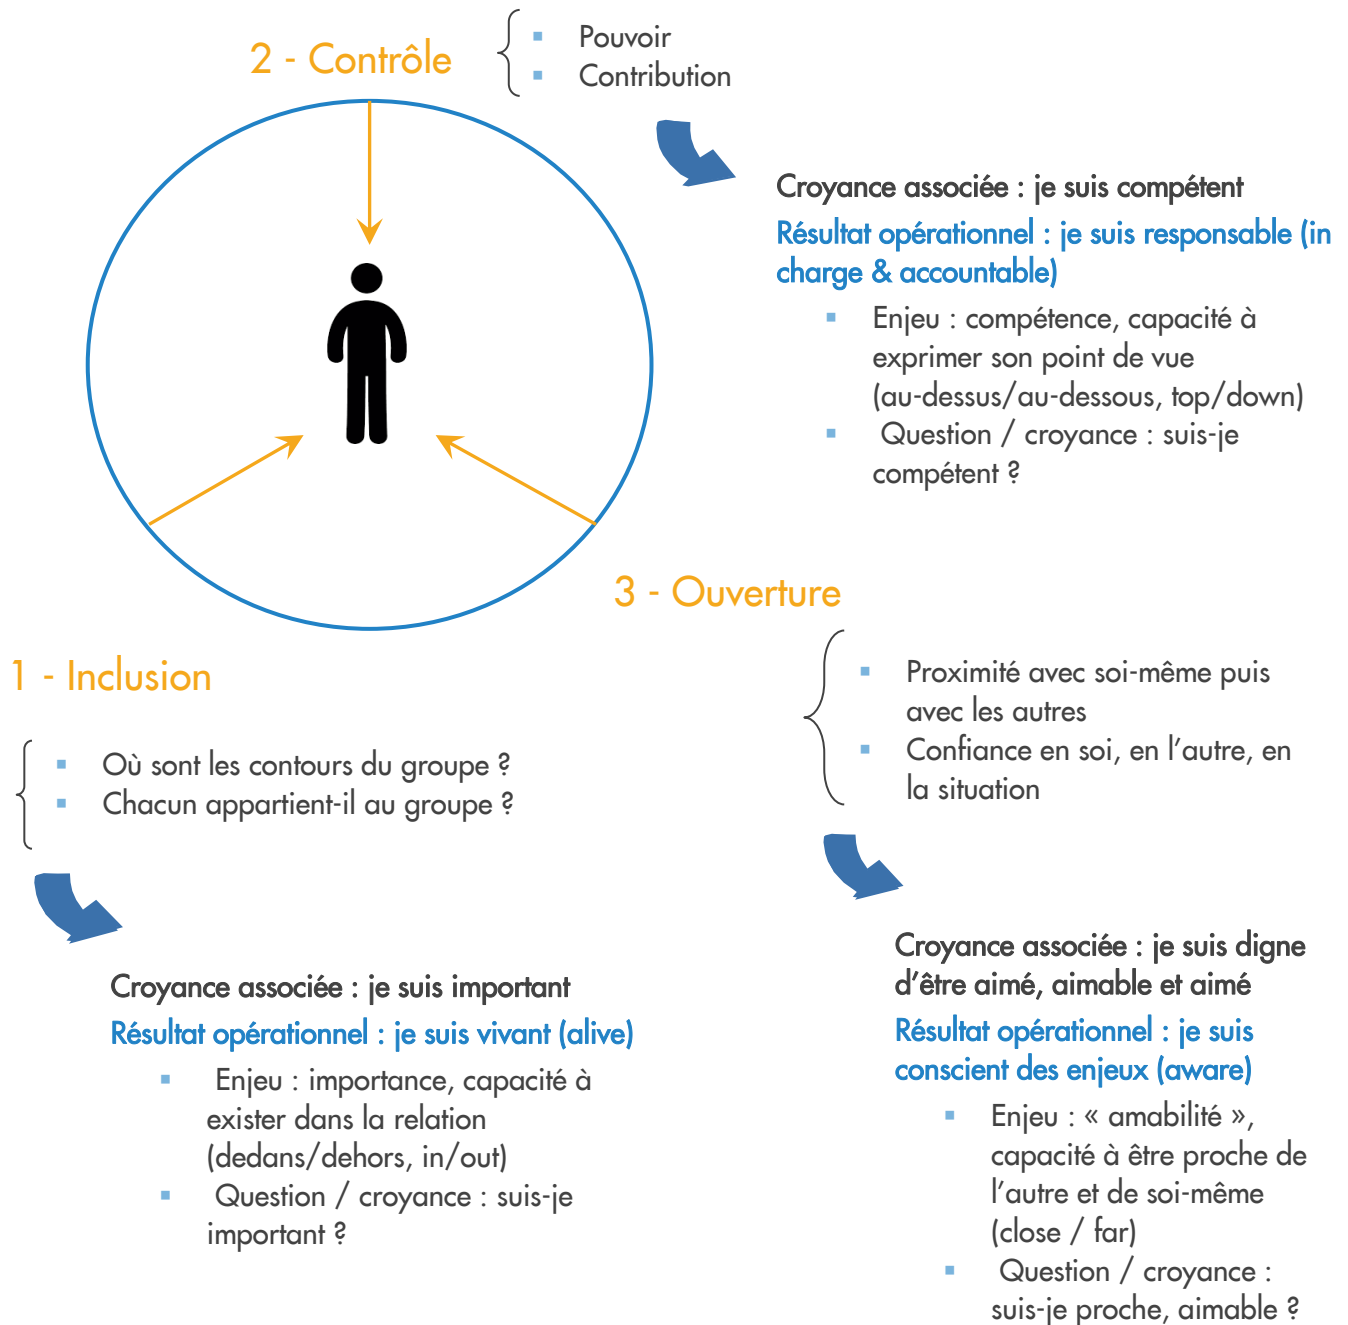 2 - Contrôle
Pouvoir
Contribution
Croyance associée : je suis compétent
Résultat opérationnel : je suis responsable (in
charge & accountable)
Enjeu : compétence, capacité à
exprimer son point de vue
(au-dessus/au-dessous, top/down)
Question / croyance : suis-je
compétent ?
3 - Ouverture
Proximité avec soi-même puis
avec les autres
Confiance en soi, en l’autre, en
la situation
Croyance associée : je suis digne
d’être aimé, aimable et aimé
Résultat opérationnel : je suis
conscient des enjeux (aware)
Enjeu : « amabilité »,
capacité à être proche de
l’autre et de soi-même
(close / far)
Question / croyance :
suis-je proche, aimable ?
1 - Inclusion
Où sont les contours du groupe ?
Chacun appartient-il au groupe ?
Croyance associée : je suis important
Résultat opérationnel : je suis vivant (alive)
Enjeu : importance, capacité à
exister dans la relation
(dedans/dehors, in/out)
Question / croyance : suis-je
important ?